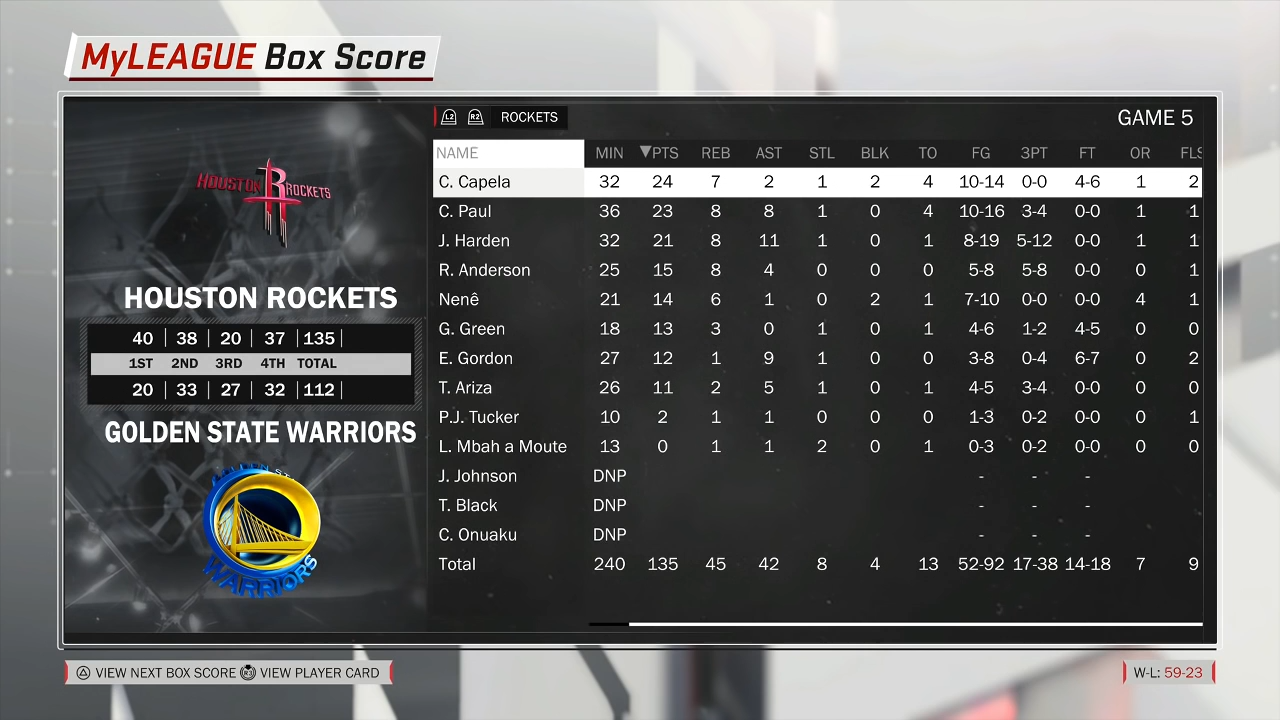 MyLEAGUE Box Score
L2 R2 ROCKETS GAME 5
NAME MIN ▼PTS REB AST STL BLK TO FG 3PT FT OR FLS
C. Capela 32 24 7 2 1 2 4 10-14 0-0 4-6 1 2
C. Paul 36 23 8 8 1 0 4 10-16 3-4 0-0 1 1
J. Harden 32 21 8 11 1 0 1 8-19 5-12 0-0 1 1
R. Anderson 25 15 8 4 0 0 0 5-8 5-8 0-0 0 1
Nenê 21 14 6 1 0 2 1 7-10 0-0 0-0 4 1
G. Green 18 13 3 0 1 0 1 4-6 1-2 4-5 0 0
E. Gordon 27 12 1 9 1 0 0 3-8 0-4 6-7 0 2
T. Ariza 26 11 2 5 1 0 1 4-5 3-4 0-0 0 0
P.J. Tucker 10 2 1 1 0 0 0 1-3 0-2 0-0 0 1
L. Mbah a Moute 13 0 1 1 2 0 1 0-3 0-2 0-0 0 0
J. Johnson DNP - - -
T. Black DNP - - -
C. Onuaku DNP - - -
Total 240 135 45 42 8 4 13 52-92 17-38 14-18 7 9
HOUSTON ROCKETS
HOUSTON ROCKETS
40 38 20 37 135
1ST 2ND 3RD 4TH TOTAL
20 33 27 32 112
GOLDEN STATE WARRIORS
WARRIORS
VIEW NEXT BOX SCORE R3 VIEW PLAYER CARD
W-L: 59-23